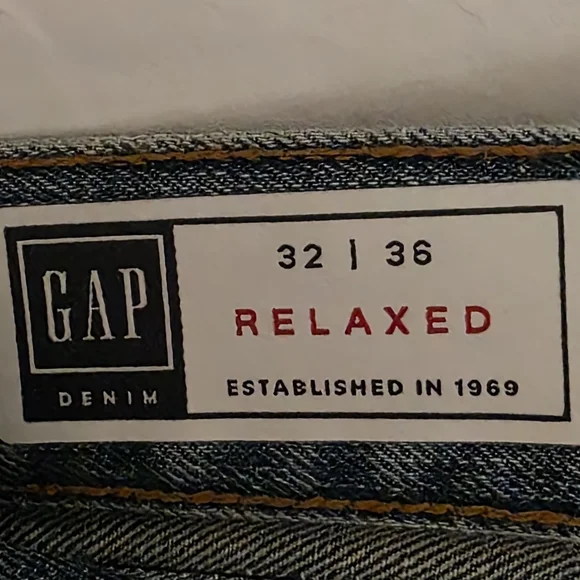 GAP
DENIM
32 | 36
RELAXED
ESTABLISHED IN 1969